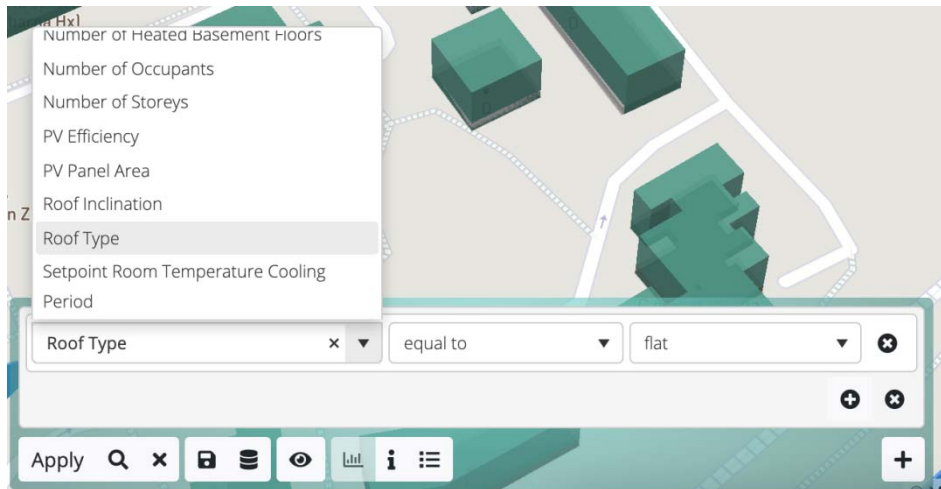 Hx)
Number of Heated Basement Floors
Number of Occupants
Number of Storeys
PV Efficiency
PV Panel Area
Roof Inclination
n Z
Roof Type
Setpoint Room Temperature Cooling
Period
Roof Type
equal to
flat
Apply